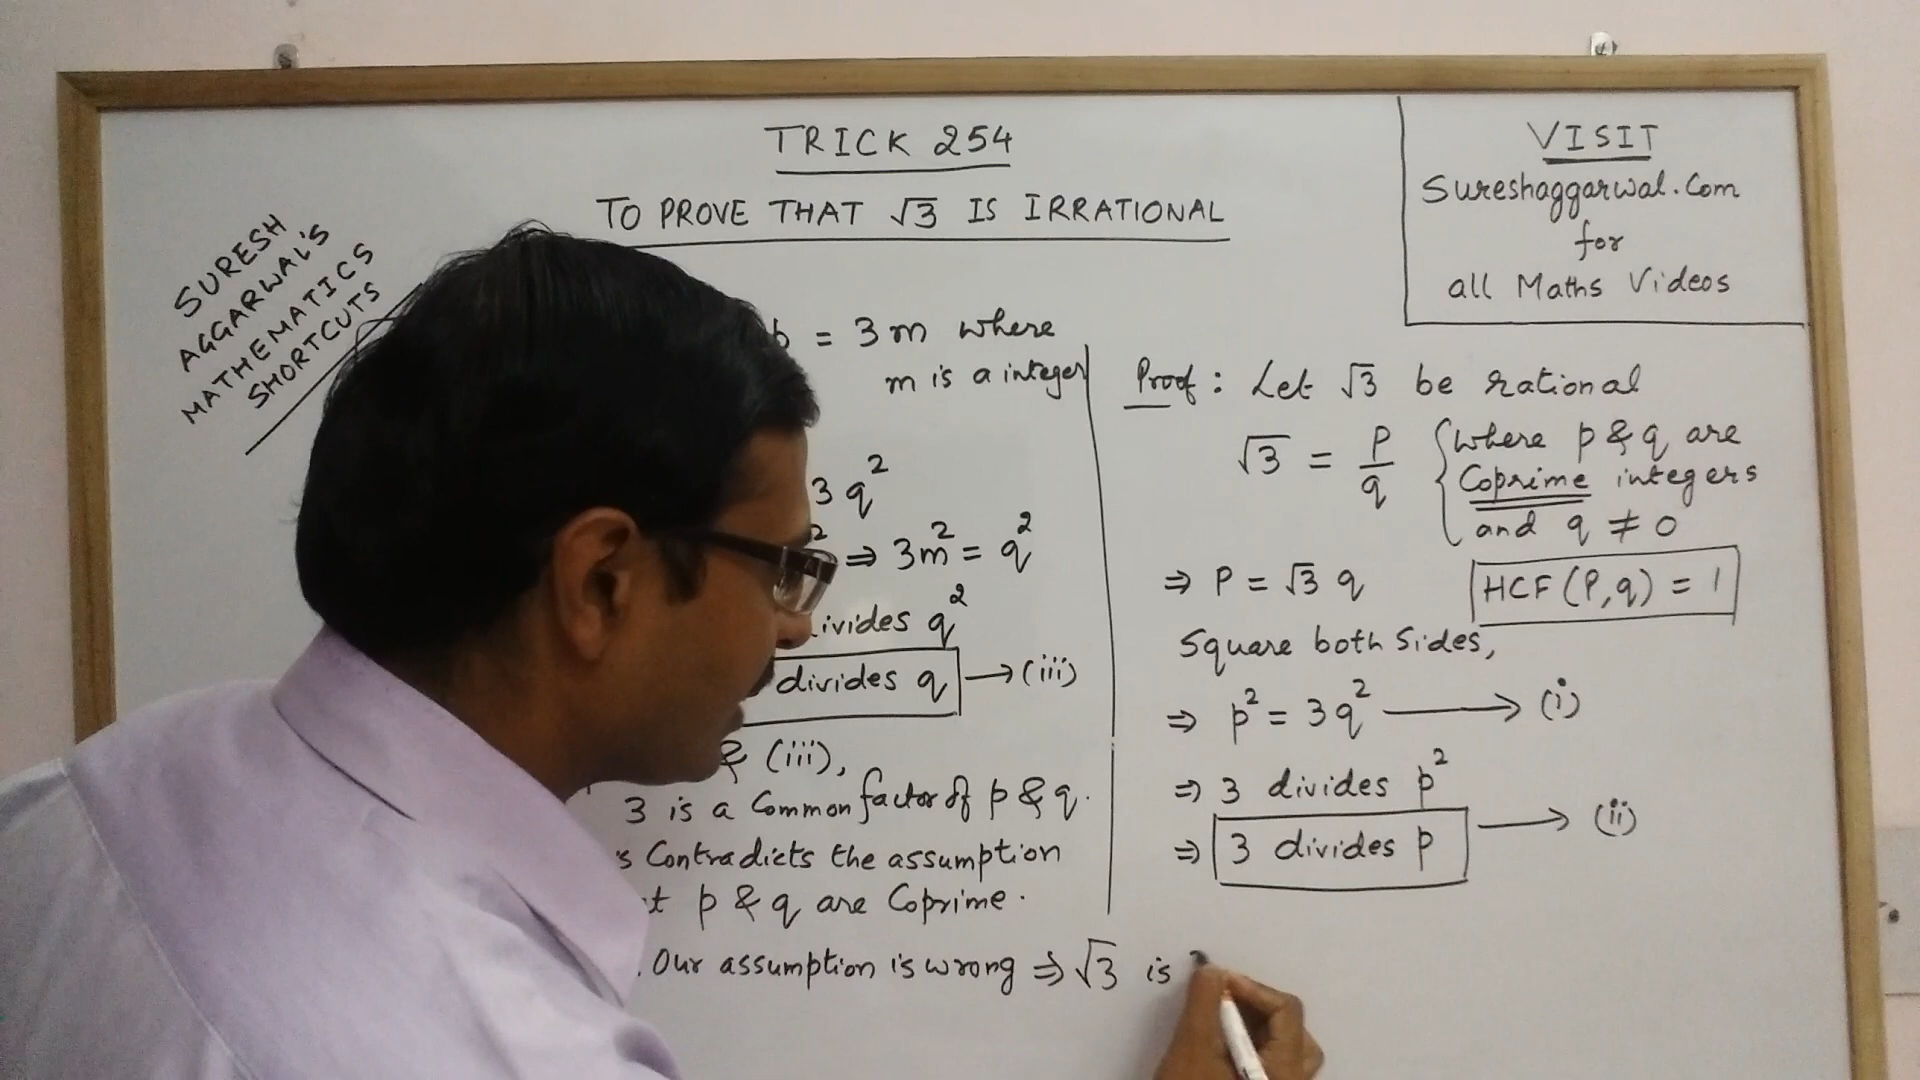 TRICK 254
TO PROVE THAT √3 IS IRRATIONAL
SURESH
AGGARWAL'S
MATHEMATICS
SHORTCUTS
VISIT
Sureshaggarwal.Com
for
all Maths Videos
Proof : Let √3 be rational
√3 = p/q {where p & q are
Coprime integers
and q ≠ 0
⇒ P = √3 q
HCF (P,q) = 1
Square both Sides,
⇒ p² = 3q² ⟶ (i)
⇒ 3 divides p²
⇒ 3 divides p ⟶ (ii)
= 3m where
m is a integer
3q²
² ⇒ 3m² = q²
ivides q²
divides q → (iii)
& (iii),
3 is a Common factor of p & q.
s Contradicts the assumption
t p & q are Coprime.
. Our assumption is wrong ⇒ √3 is